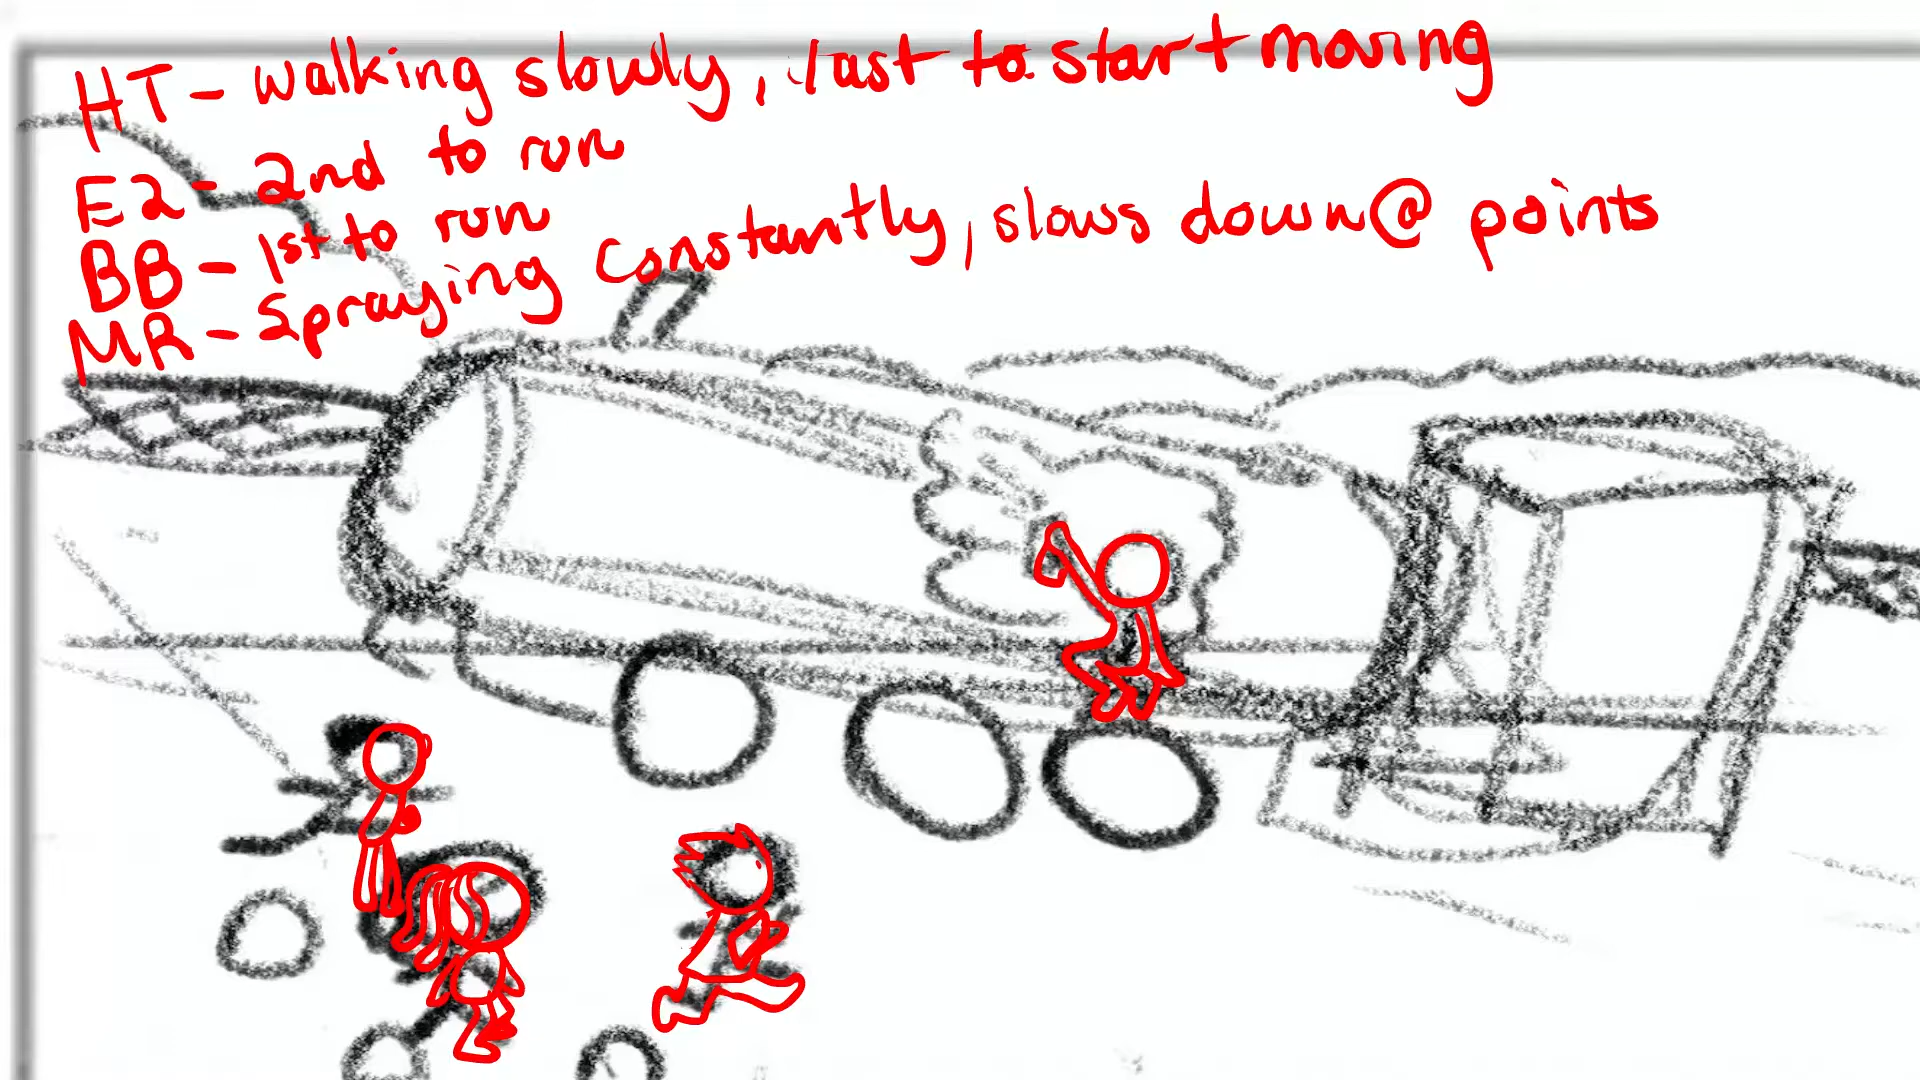 HT - walking slowly, last to start moving
E2 - 2nd to run
BB - 1st to run
MR - Spraying constantly, slows down @ points